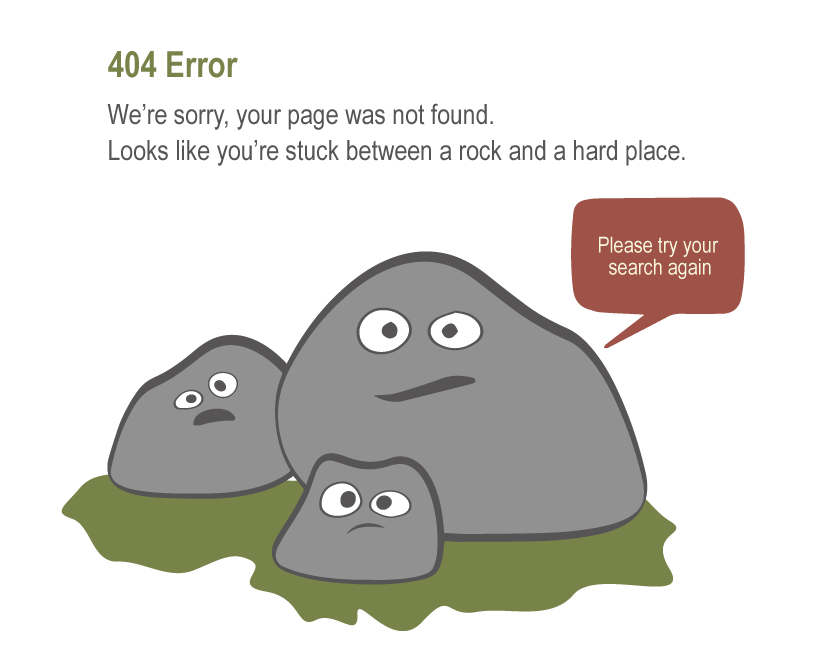 404 Error
We’re sorry, your page was not found.
Looks like you’re stuck between a rock and a hard place.
Please try your
search again